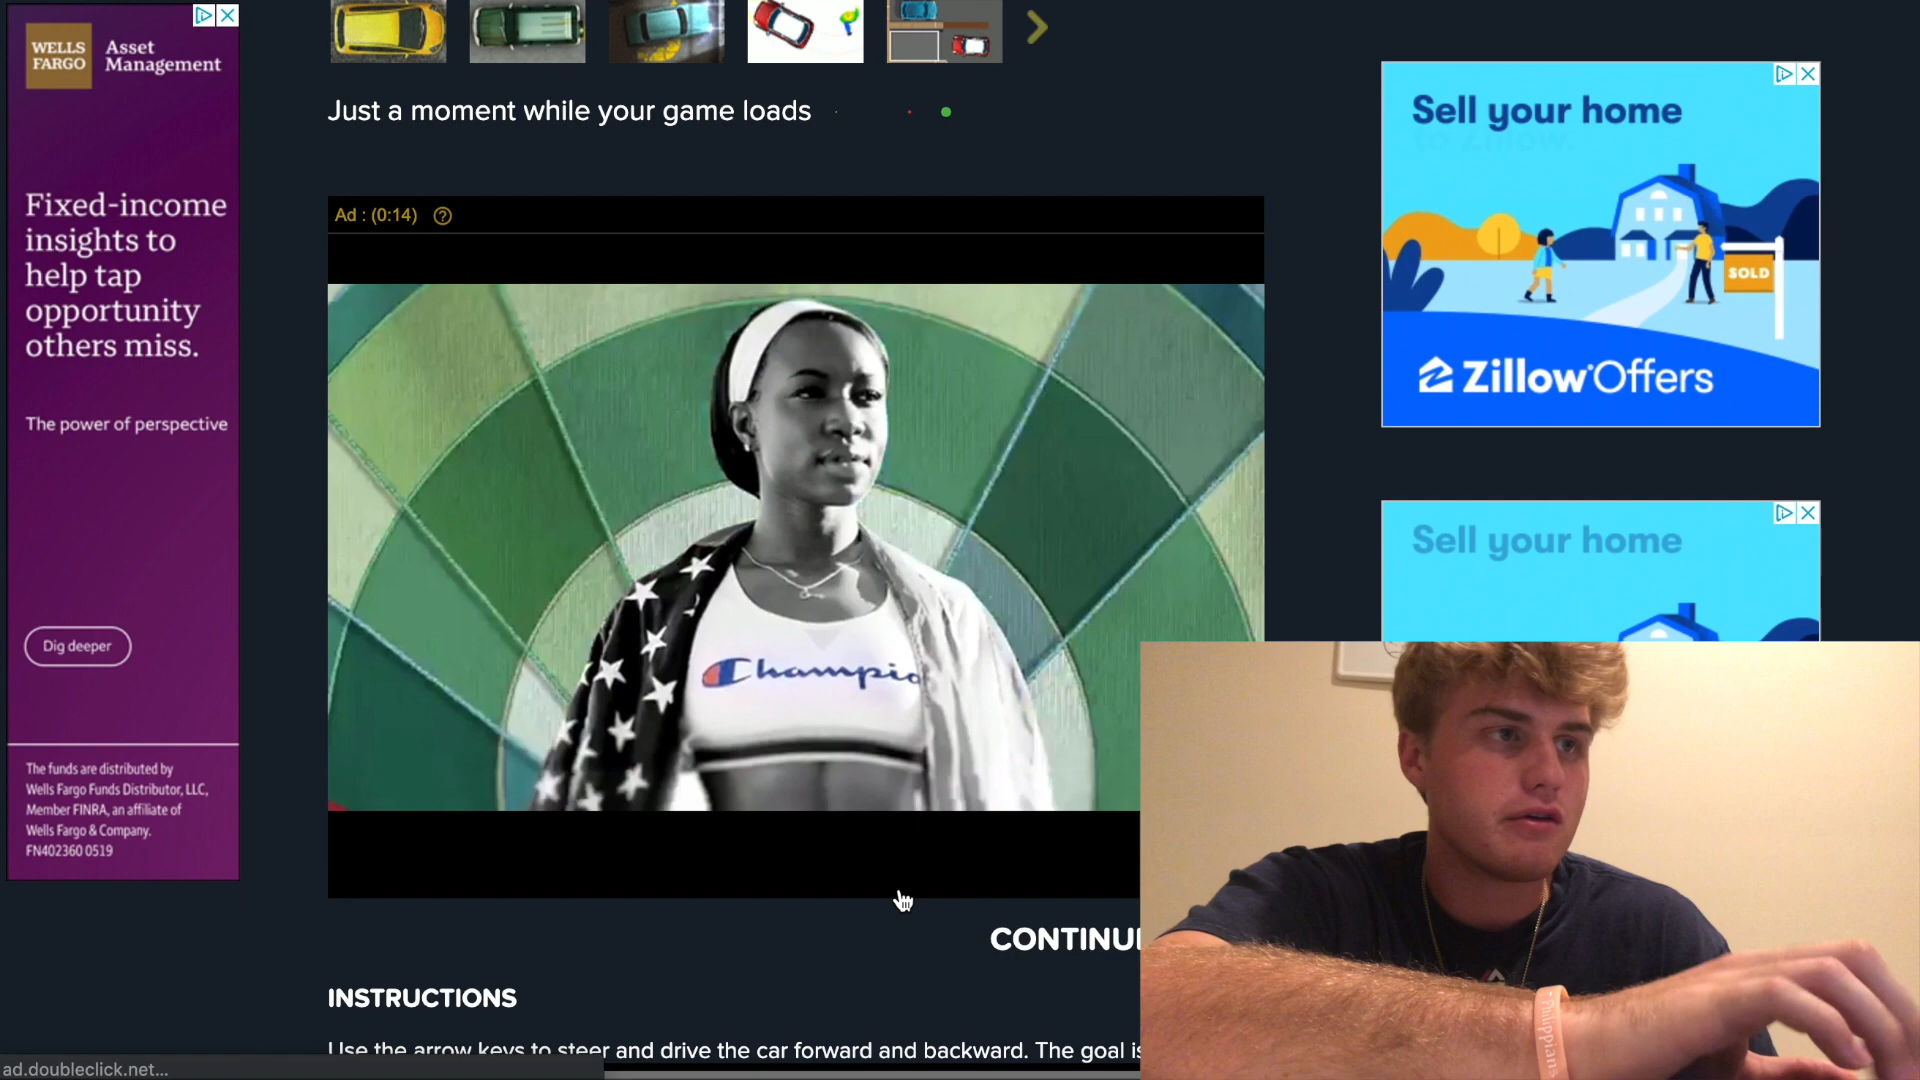 WELLS
FARGO
Asset
Management
Fixed-income
insights to
help tap
opportunity
others miss.
The power of perspective
Dig deeper
The funds are distributed by
Wells Fargo Funds Distributor, LLC,
Member FINRA, an affiliate of
Wells Fargo & Company.
FN402360 0519
Just a moment while your game loads
Ad : (0:14) ?
Champio
CONTINU
INSTRUCTIONS
Use the arrow keys to steer and drive the car forward and backward. The goal is
ad.doubleclick.net...
Sell your home
to Zillow.
SOLD
Zillow Offers
Sell your home
Philippians